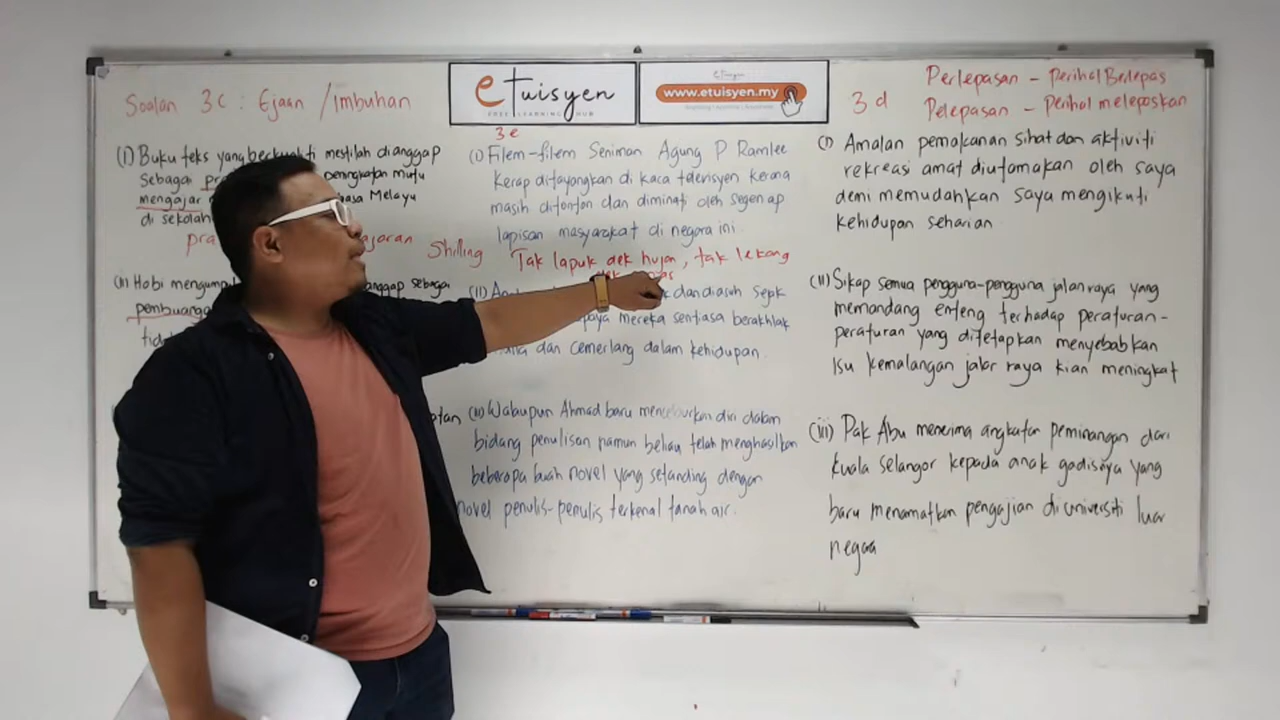 Soalan 3c : Ejaan / Imbuhan
etuisyen
FREE LEARNING HUB
etuisyen
www.etuisyen.my
3 d
Perlepasan - perihal Berlepas
Pelepasan - perihal melepaskan
(i) Buku teks yang berkualiti mestilah dianggap
sebagai peningkatan mutu
mengajar Melayu
di sekolah
Shilling
(ii) Hobi sebagai
3e
(i) Filem-filem Seniman Agung P Ramlee
kerap ditayangkan di kaca televisyen kerana
masih ditonton dan diminati oleh segenap
lapisan masyarakat di negara ini
Tak lapuk dek hujan, tak lekang
(ii) dan diasuh
mereka sentiasa berakhlak
dan cemerlang dalam kehidupan.
(iii) Walaupun Ahmad baru menceburkan diri dalam
bidang penulisan namun beliau telah menghasilkan
beberapa buah novel yang setanding dengan
novel penulis-penulis terkenal tanah air.
(i) Amalan pemakanan sihat dan aktiviti
rekreasi amat diutamakan oleh saya
demi memudahkan saya mengikuti
kehidupan seharian
(ii) Sikap semua pengguna-pengguna jalan raya yang
memandang enteng terhadap peraturan-
peraturan yang ditetapkan menyebabkan
isu kemalangan jalan raya kian meningkat
(iii) Pak Abu menerima angkatan peminangan dari
kuala selangor kepada anak gadisnya yang
baru menamatkan pengajian di universiti luar
negara